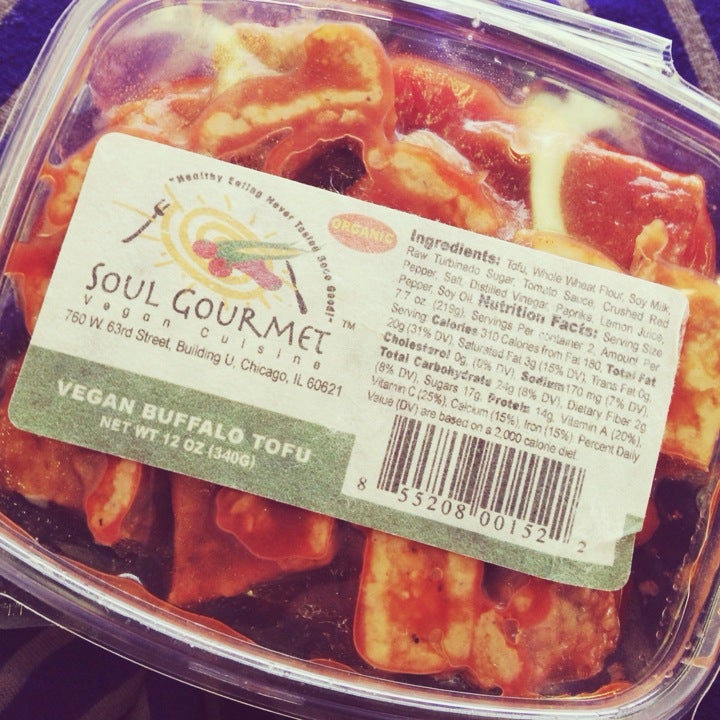 "Healthy Eating Never Tasted Sooo Good!"
SOUL GOURMET ™
Vegan Cuisine
760 W. 63rd Street, Building U, Chicago, IL 60621
VEGAN BUFFALO TOFU
NET WT 12 OZ (340G)
ORGANIC
Ingredients: Tofu, Whole Wheat Flour, Soy Milk,
Raw Turbinado Sugar, Tomato Sauce, Crushed Red
Pepper, Salt, Distilled Vinegar, Paprika, Lemon Juice,
Pepper, Soy Oil. Nutrition Facts: Serving Size
7.7 oz. (219g), Servings Per container 2, Amount Per
Serving: Calories 310 Calories from Fat 180, Total Fat
20g (31% DV), Saturated Fat 3g (15% DV), Trans Fat 0g,
Cholesterol 0g, (0% DV), Sodium 170 mg (7% DV),
Total Carbohydrate 24g (8% DV), Dietary Fiber 2g
(8% DV), Sugars 17g, Protein 14g, Vitamin A (20%),
Vitamin C (25%), Calcium (15%), Iron (15%) Percent Daily
Value (DV) are based on a 2,000 calorie diet.
8 55208 00152 2